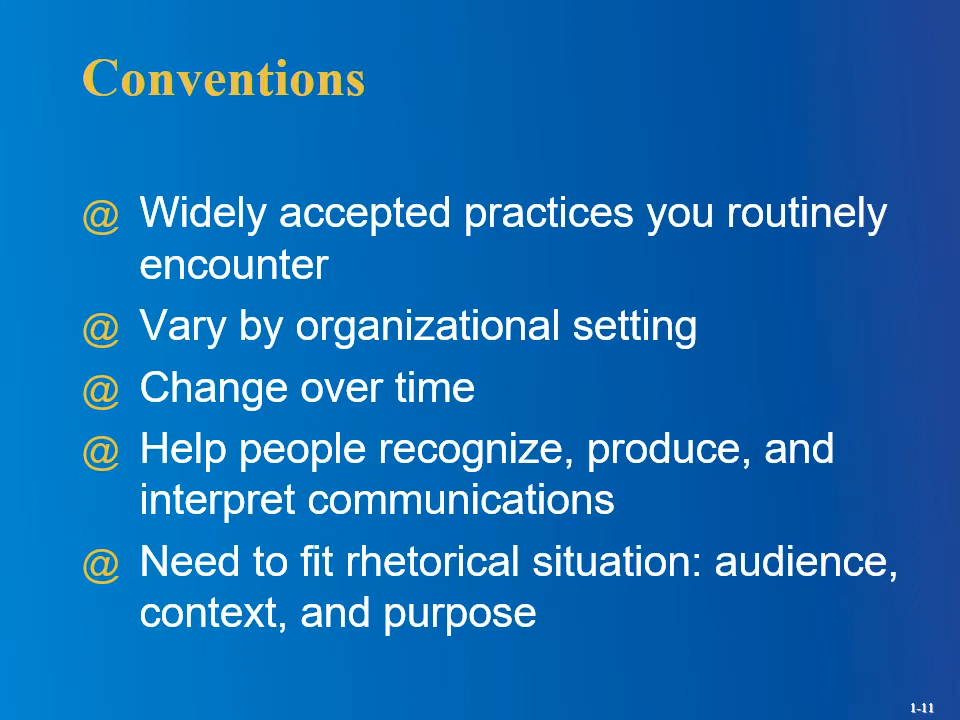 Conventions
@ Widely accepted practices you routinely
encounter
@ Vary by organizational setting
@ Change over time
@ Help people recognize, produce, and
interpret communications
@ Need to fit rhetorical situation: audience,
context, and purpose
1-11